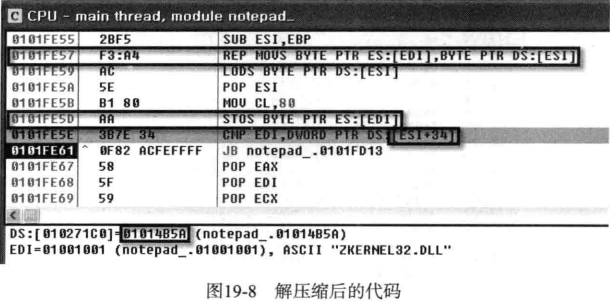 C CPU - main thread, module notepad_
0101FE55 2BF5 SUB ESI,EBP
0101FE57 F3:A4 REP MOVS BYTE PTR ES:[EDI],BYTE PTR DS:[ESI]
0101FE59 AC LODS BYTE PTR DS:[ESI]
0101FE5A 5E POP ESI
0101FE5B B1 80 MOV CL,80
0101FE5D AA STOS BYTE PTR ES:[EDI]
0101FE5E 3B7E 34 CMP EDI,DWORD PTR DS:[ESI+34]
0101FE61 ^ 0F82 ACFEFFFF JB notepad_.0101FD13
0101FE67 58 POP EAX
0101FE68 5F POP EDI
0101FE69 59 POP ECX
DS:[010271C0]=01014B5A (notepad_.01014B5A)
EDI=01001001 (notepad_.01001001), ASCII "ZKERNEL32.DLL"
图19-8 解压缩后的代码